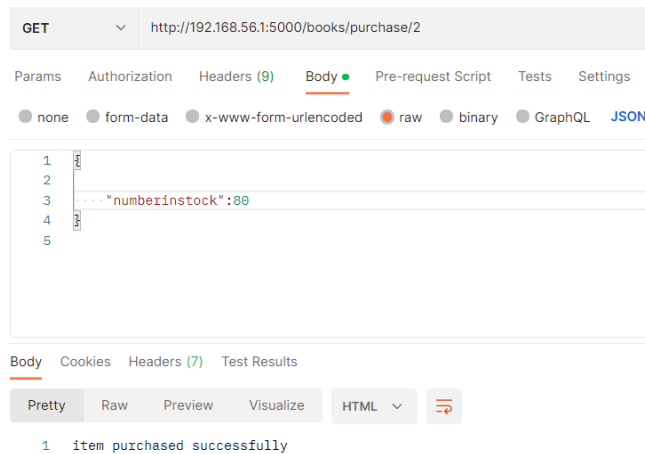 GET http://192.168.56.1:5000/books/purchase/2
Params Authorization Headers (9) Body Pre-request Script Tests Settings
none form-data x-www-form-urlencoded raw binary GraphQL JSON
1 {
2
3 "numberinstock":80
4 }
5
Body Cookies Headers (7) Test Results
Pretty Raw Preview Visualize HTML
1 item purchased successfully